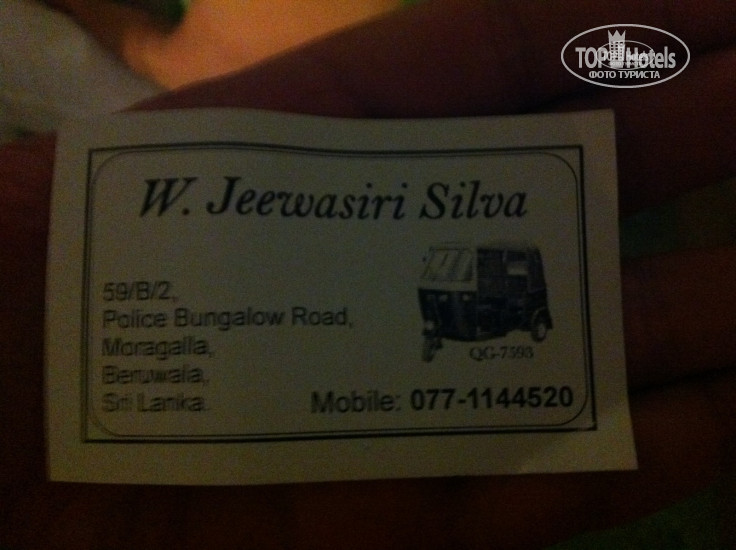 TOP Hotels
ФОТО ТУРИСТА
W. Jeewasiri Silva
59/B/2,
Police Bungalow Road,
Moragalla,
Beruwala,
Sri Lanka.
QG-7593
Mobile: 077-1144520